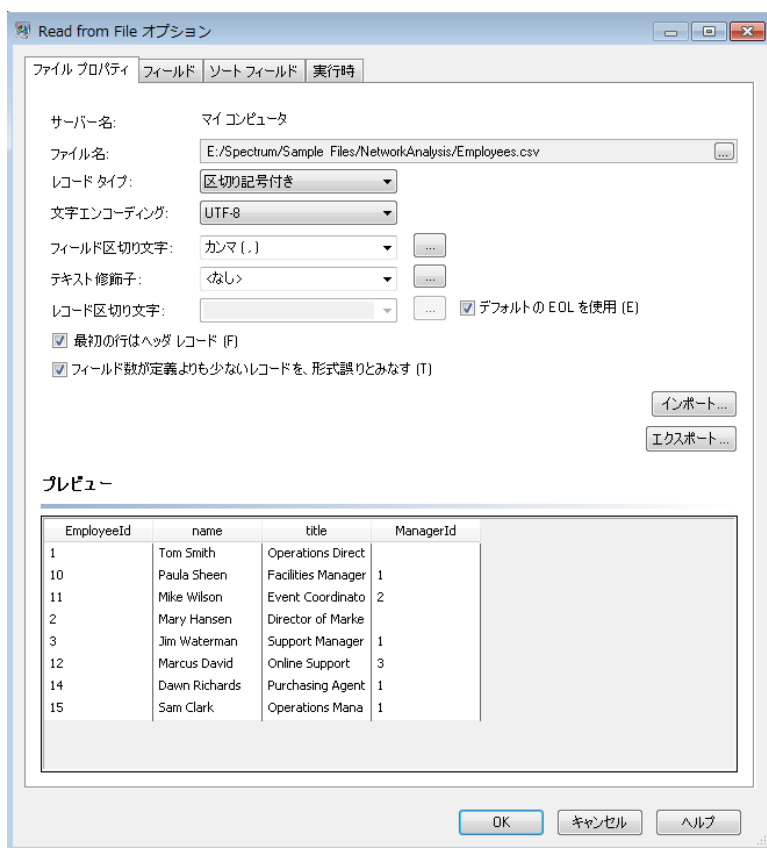 Read from File オプション
ファイル プロパティ フィールド ソート フィールド 実行時
サーバー名: マイ コンピュータ
ファイル名: E:/Spectrum/Sample Files/NetworkAnalysis/Employees.csv ...
レコード タイプ: 区切り記号付き
文字エンコーディング: UTF-8
フィールド区切り文字: カンマ (,) ...
テキスト修飾子: <なし> ...
レコード区切り文字: ... デフォルトの EOL を使用 (E)
最初の行はヘッダ レコード (F)
フィールド数が定義よりも少ないレコードを、形式誤りとみなす (T)
インポート...
エクスポート...
プレビュー
EmployeeId name title ManagerId
1 Tom Smith Operations Direct
10 Paula Sheen Facilities Manager 1
11 Mike Wilson Event Coordinato 2
2 Mary Hansen Director of Marke
3 Jim Waterman Support Manager 1
12 Marcus David Online Support 3
14 Dawn Richards Purchasing Agent 1
15 Sam Clark Operations Mana 1
OK キャンセル ヘルプ